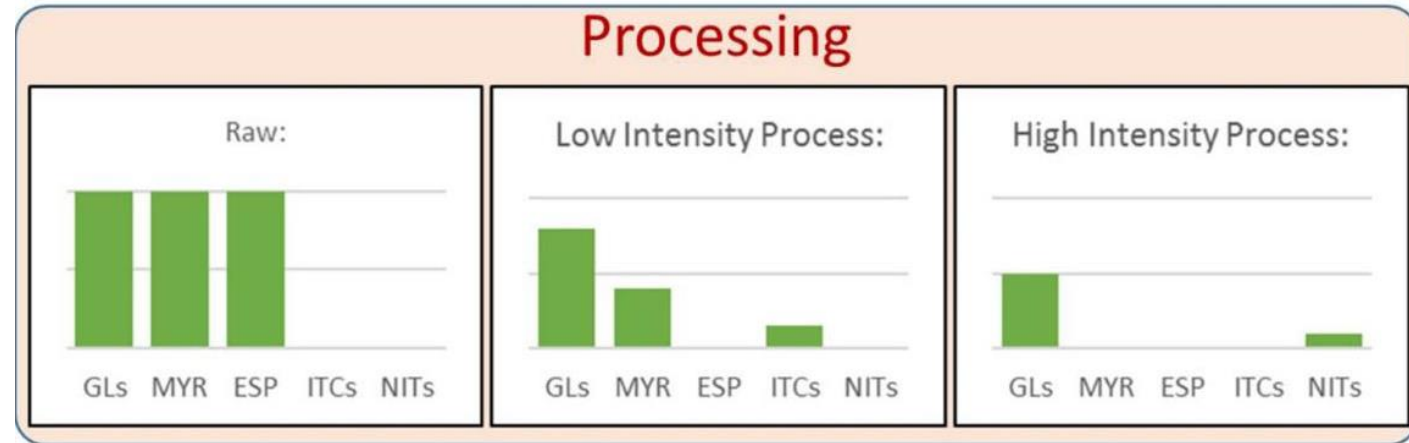 Processing
Raw:
GLs MYR ESP ITCs NITs
Low Intensity Process:
GLs MYR ESP ITCs NITs
High Intensity Process:
GLs MYR ESP ITCs NITs